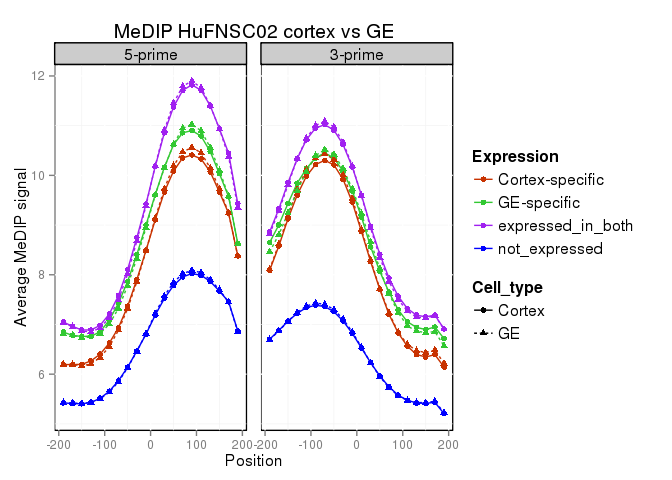 MeDIP HuFNSC02 cortex vs GE
5-prime
3-prime
12
10
8
6
Average MeDIP signal
-200
-100
0
100
200
-200
-100
0
100
200
Position
Expression
Cortex-specific
GE-specific
expressed_in_both
not_expressed
Cell_type
Cortex
GE